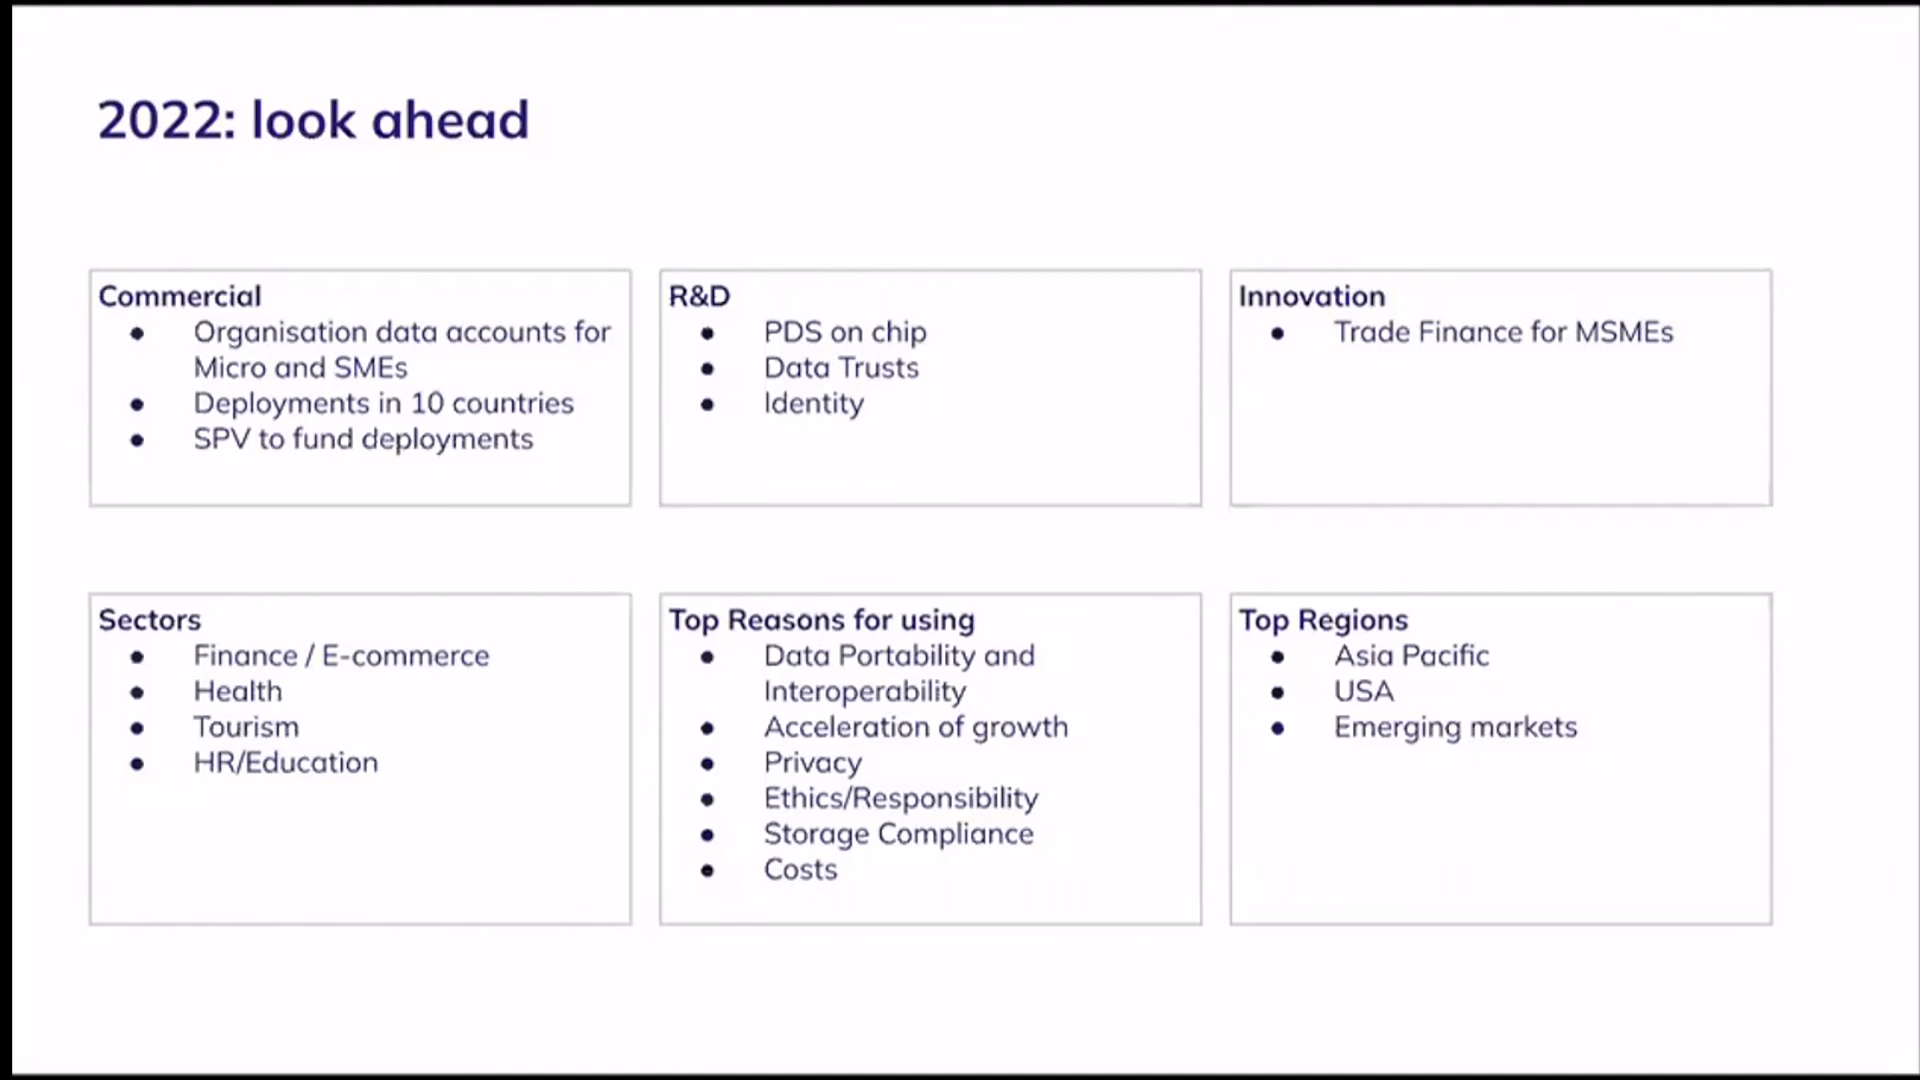 2022: look ahead
Commercial
● Organisation data accounts for
Micro and SMEs
● Deployments in 10 countries
● SPV to fund deployments
R&D
● PDS on chip
● Data Trusts
● Identity
Innovation
● Trade Finance for MSMEs
Sectors
● Finance / E-commerce
● Health
● Tourism
● HR/Education
Top Reasons for using
● Data Portability and
Interoperability
● Acceleration of growth
● Privacy
● Ethics/Responsibility
● Storage Compliance
● Costs
Top Regions
● Asia Pacific
● USA
● Emerging markets